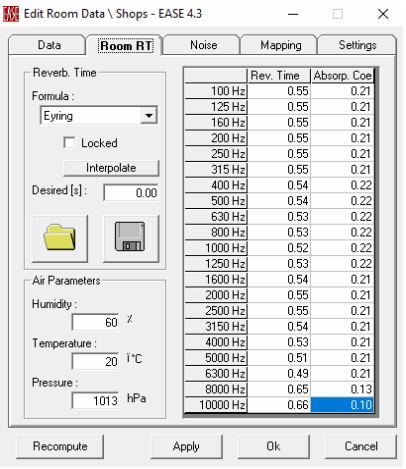 EASE Edit Room Data \ Shops - EASE 4.3
Data Room RT Noise Mapping Settings
Reverb. Time
Formula :
Eyring
Locked
Interpolate
Desired [s] : 0.00
Air Parameters
Humidity :
60 %
Temperature :
20 Ï°C
Pressure :
1013 hPa
Rev. Time Absorp. Coe
100 Hz 0.55 0.21
125 Hz 0.55 0.21
160 Hz 0.55 0.21
200 Hz 0.55 0.21
250 Hz 0.55 0.21
315 Hz 0.55 0.21
400 Hz 0.54 0.22
500 Hz 0.54 0.22
630 Hz 0.53 0.22
800 Hz 0.53 0.22
1000 Hz 0.52 0.22
1250 Hz 0.53 0.22
1600 Hz 0.54 0.21
2000 Hz 0.55 0.21
2500 Hz 0.55 0.21
3150 Hz 0.54 0.21
4000 Hz 0.53 0.21
5000 Hz 0.51 0.21
6300 Hz 0.49 0.21
8000 Hz 0.65 0.13
10000 Hz 0.66 0.10
Recompute Apply Ok Cancel